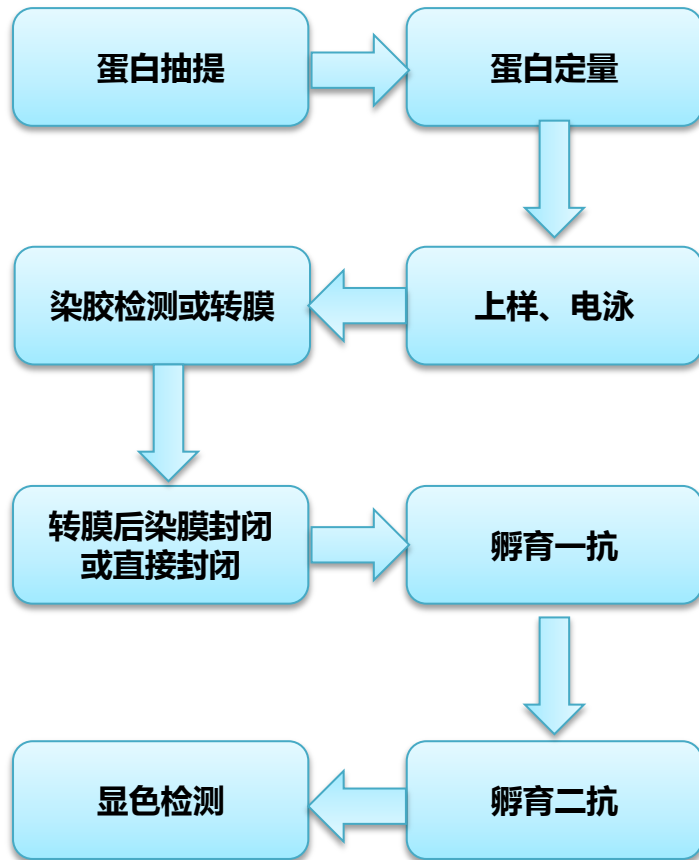 蛋白抽提
蛋白定量
上样、电泳
染胶检测或转膜
转膜后染膜封闭
或直接封闭
孵育一抗
孵育二抗
显色检测